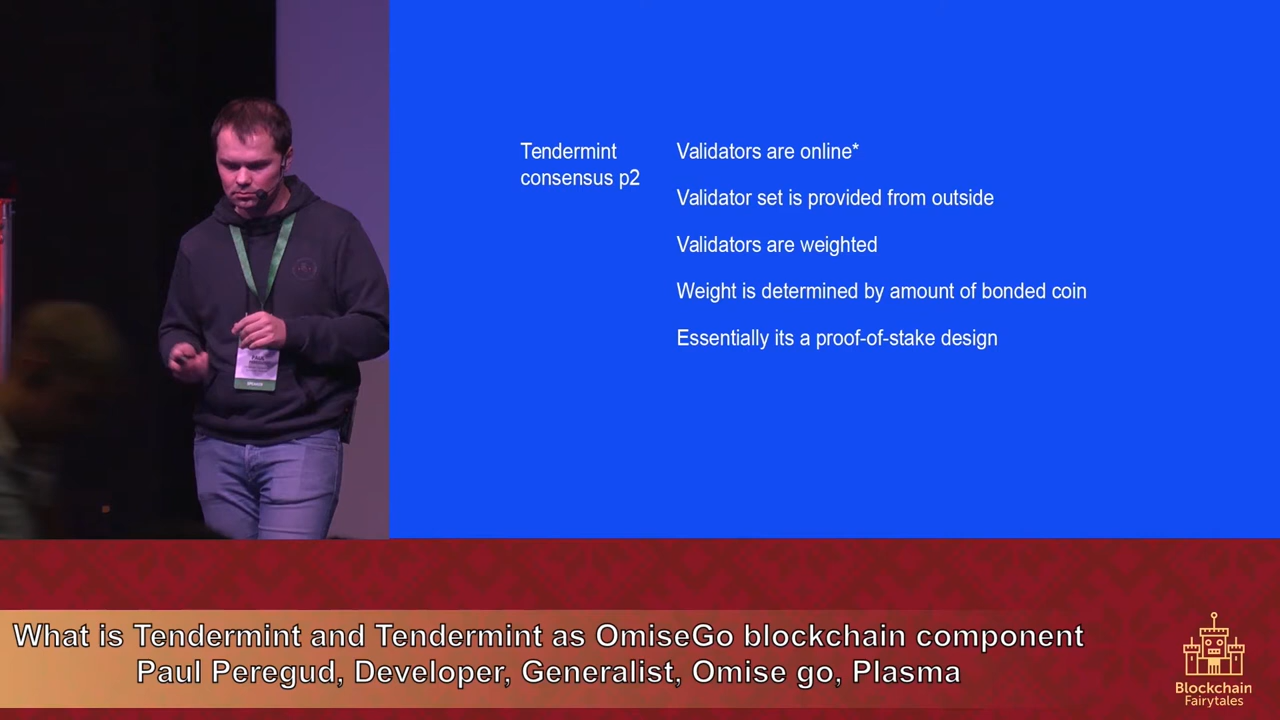 Tendermint
consensus p2
Validators are online*
Validator set is provided from outside
Validators are weighted
Weight is determined by amount of bonded coin
Essentially its a proof-of-stake design
What is Tendermint and Tendermint as OmiseGo blockchain component
Paul Peregud, Developer, Generalist, Omise go, Plasma
Blockchain
Fairytales